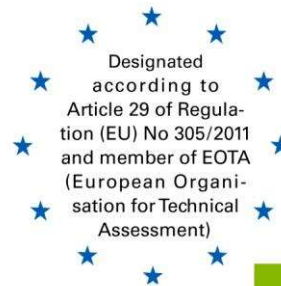 Designated
according to
Article 29 of Regula-
tion (EU) No 305/2011
and member of EOTA
(European Organi-
sation for Technical
Assessment)